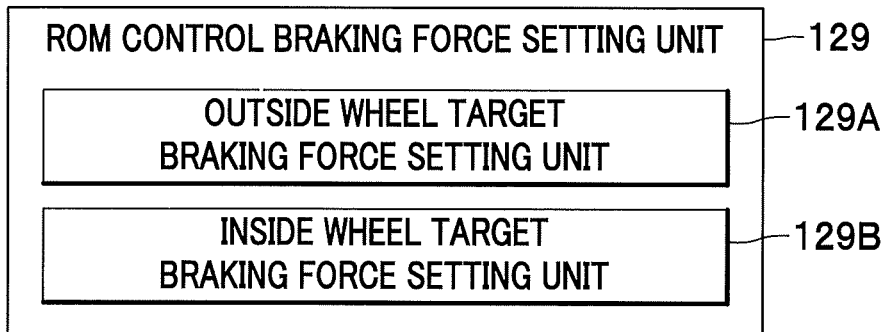 ROM CONTROL BRAKING FORCE SETTING UNIT 129
OUTSIDE WHEEL TARGET 129A
BRAKING FORCE SETTING UNIT
INSIDE WHEEL TARGET 129B
BRAKING FORCE SETTING UNIT